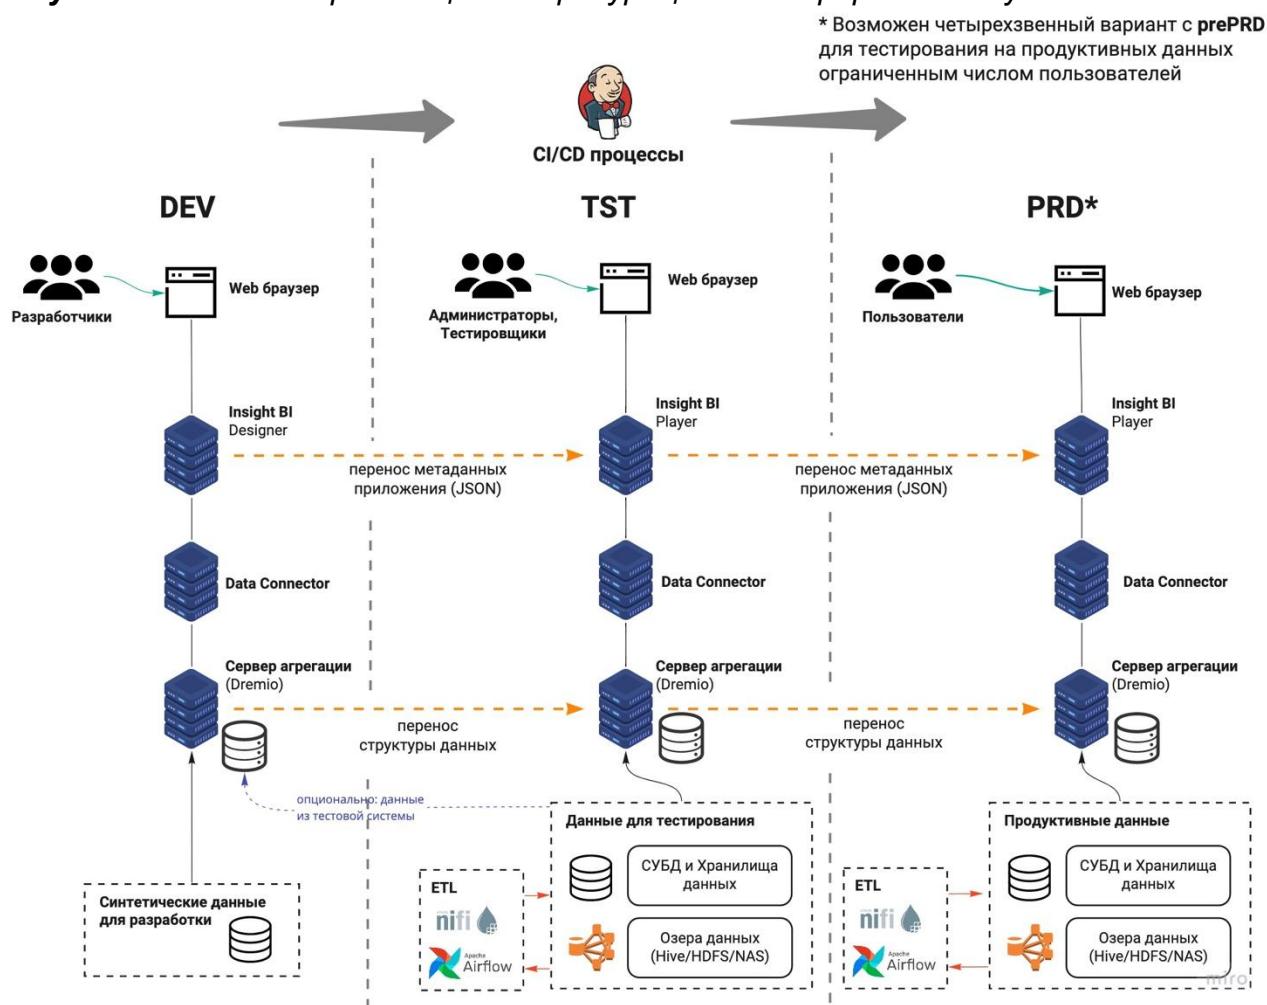 * Возможен четырехзвенный вариант с prePRD
для тестирования на продуктивных данных
ограниченным числом пользователей
CI/CD процессы
DEV
TST
PRD*
Разработчики
Web браузер
Администраторы,
Тестировщики
Web браузер
Пользователи
Web браузер
Insight BI
Designer
Insight BI
Player
Insight BI
Player
перенос метаданных
приложения (JSON)
перенос метаданных
приложения (JSON)
Data Connector
Data Connector
Data Connector
Сервер агрегации
(Dremio)
Сервер агрегации
(Dremio)
Сервер агрегации
(Dremio)
перенос
структуры данных
перенос
структуры данных
опционально: данные
из тестовой системы
Синтетические данные
для разработки
Данные для тестирования
СУБД и Хранилища
данных
Озера данных
(Hive/HDFS/NAS)
ETL
nifi
Apache
Airflow
Продуктивные данные
СУБД и Хранилища
данных
Озера данных
(Hive/HDFS/NAS)
ETL
nifi
Apache
Airflow
miro